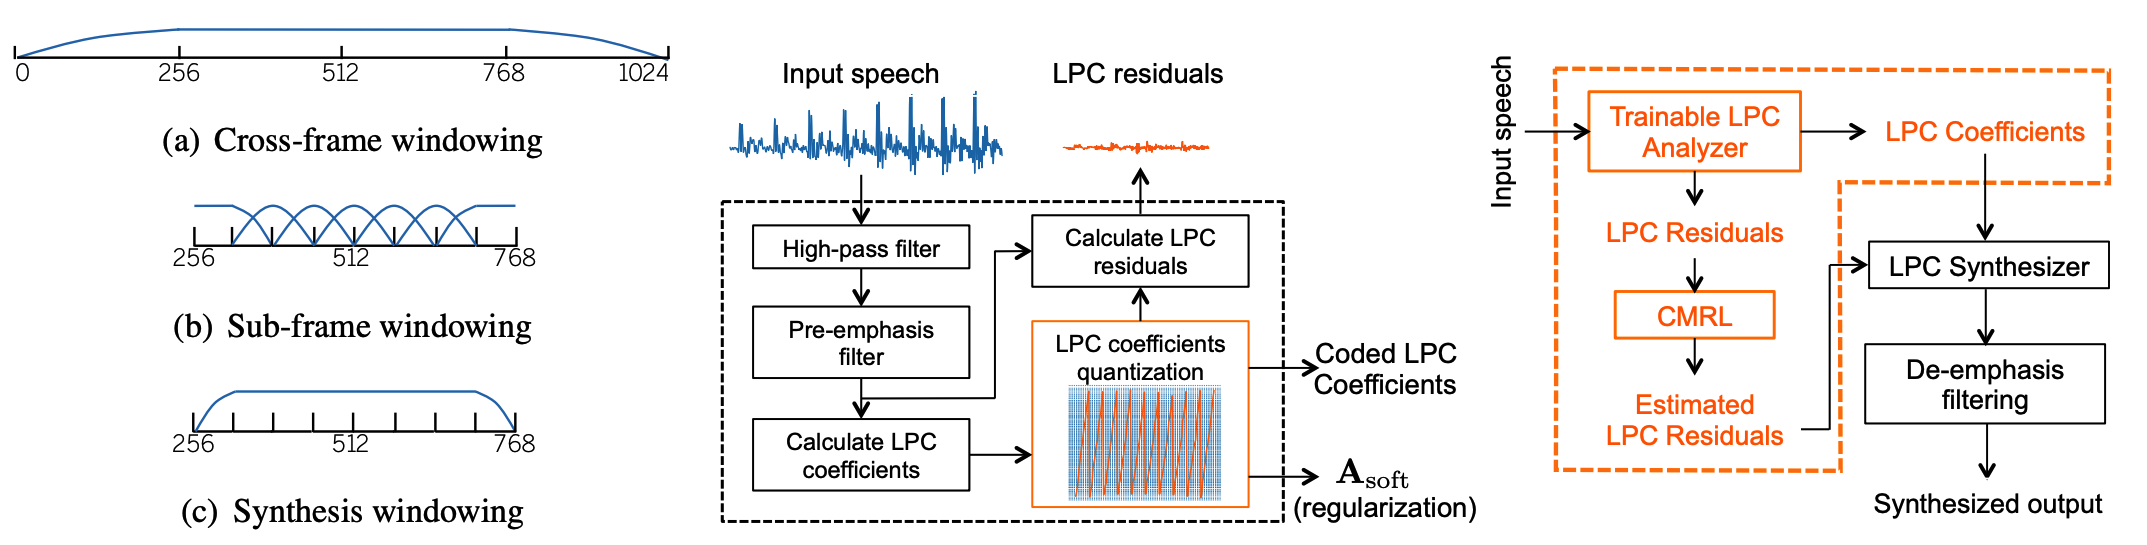 0 256 512 768 1024
(a) Cross-frame windowing
256 512 768
(b) Sub-frame windowing
256 512 768
(c) Synthesis windowing
Input speech
LPC residuals
High-pass filter
Pre-emphasis
filter
Calculate LPC
coefficients
Calculate LPC
residuals
LPC coefficients
quantization
Coded LPC
Coefficients
A_soft
(regularization)
Input speech
Trainable LPC
Analyzer
LPC Coefficients
LPC Residuals
CMRL
Estimated
LPC Residuals
LPC Synthesizer
De-emphasis
filtering
Synthesized output